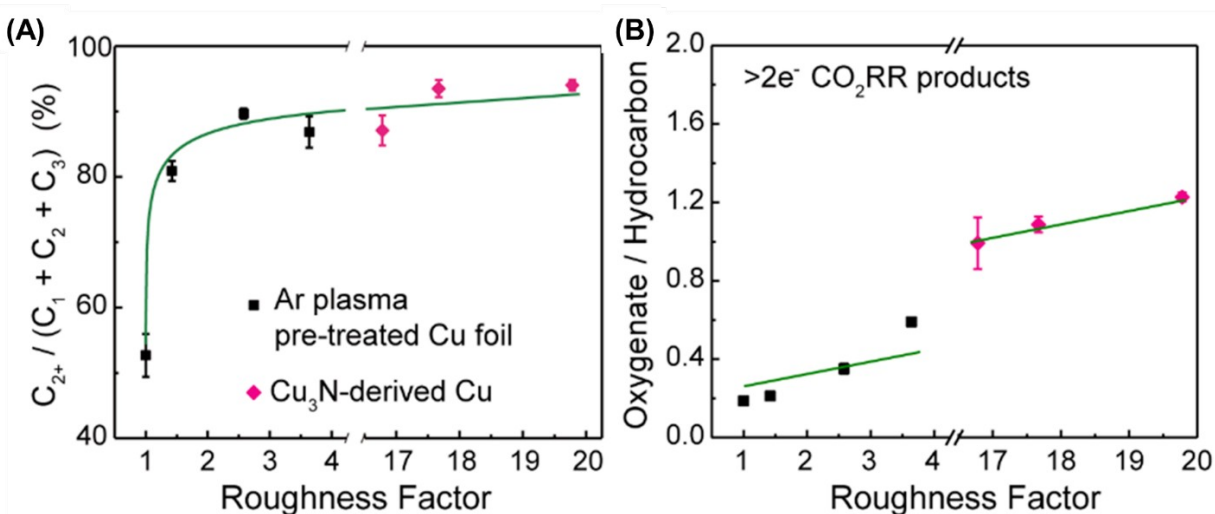 (A)
C₂₊ / (C₁ + C₂ + C₃) (%)
100
80
60
40
Ar plasma
pre-treated Cu foil
Cu₃N-derived Cu
1 2 3 4 17 18 19 20
Roughness Factor
(B)
Oxygenate / Hydrocarbon
2.0
1.6
1.2
0.8
0.4
0.0
>2e⁻ CO₂RR products
1 2 3 4 17 18 19 20
Roughness Factor